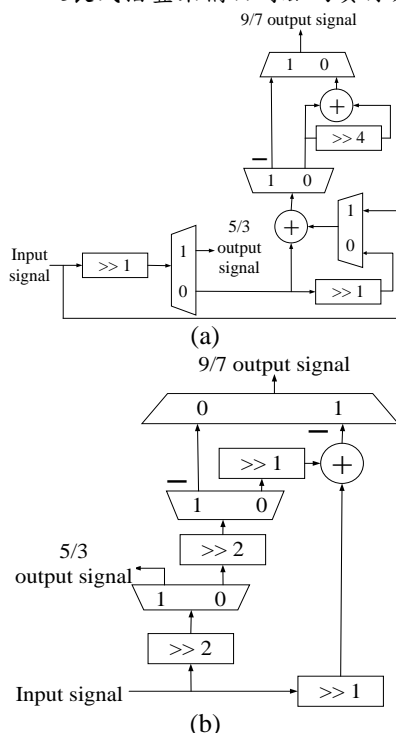 9/7 output signal
1 0
+
>> 4
1 0
+
5/3
output
signal
1
0
Input
signal
>> 1
1
0
>> 1
(a)
9/7 output signal
0 1
>> 1
+
1 0
>> 2
5/3
output signal
1 0
>> 2
Input signal
>> 1
(b)